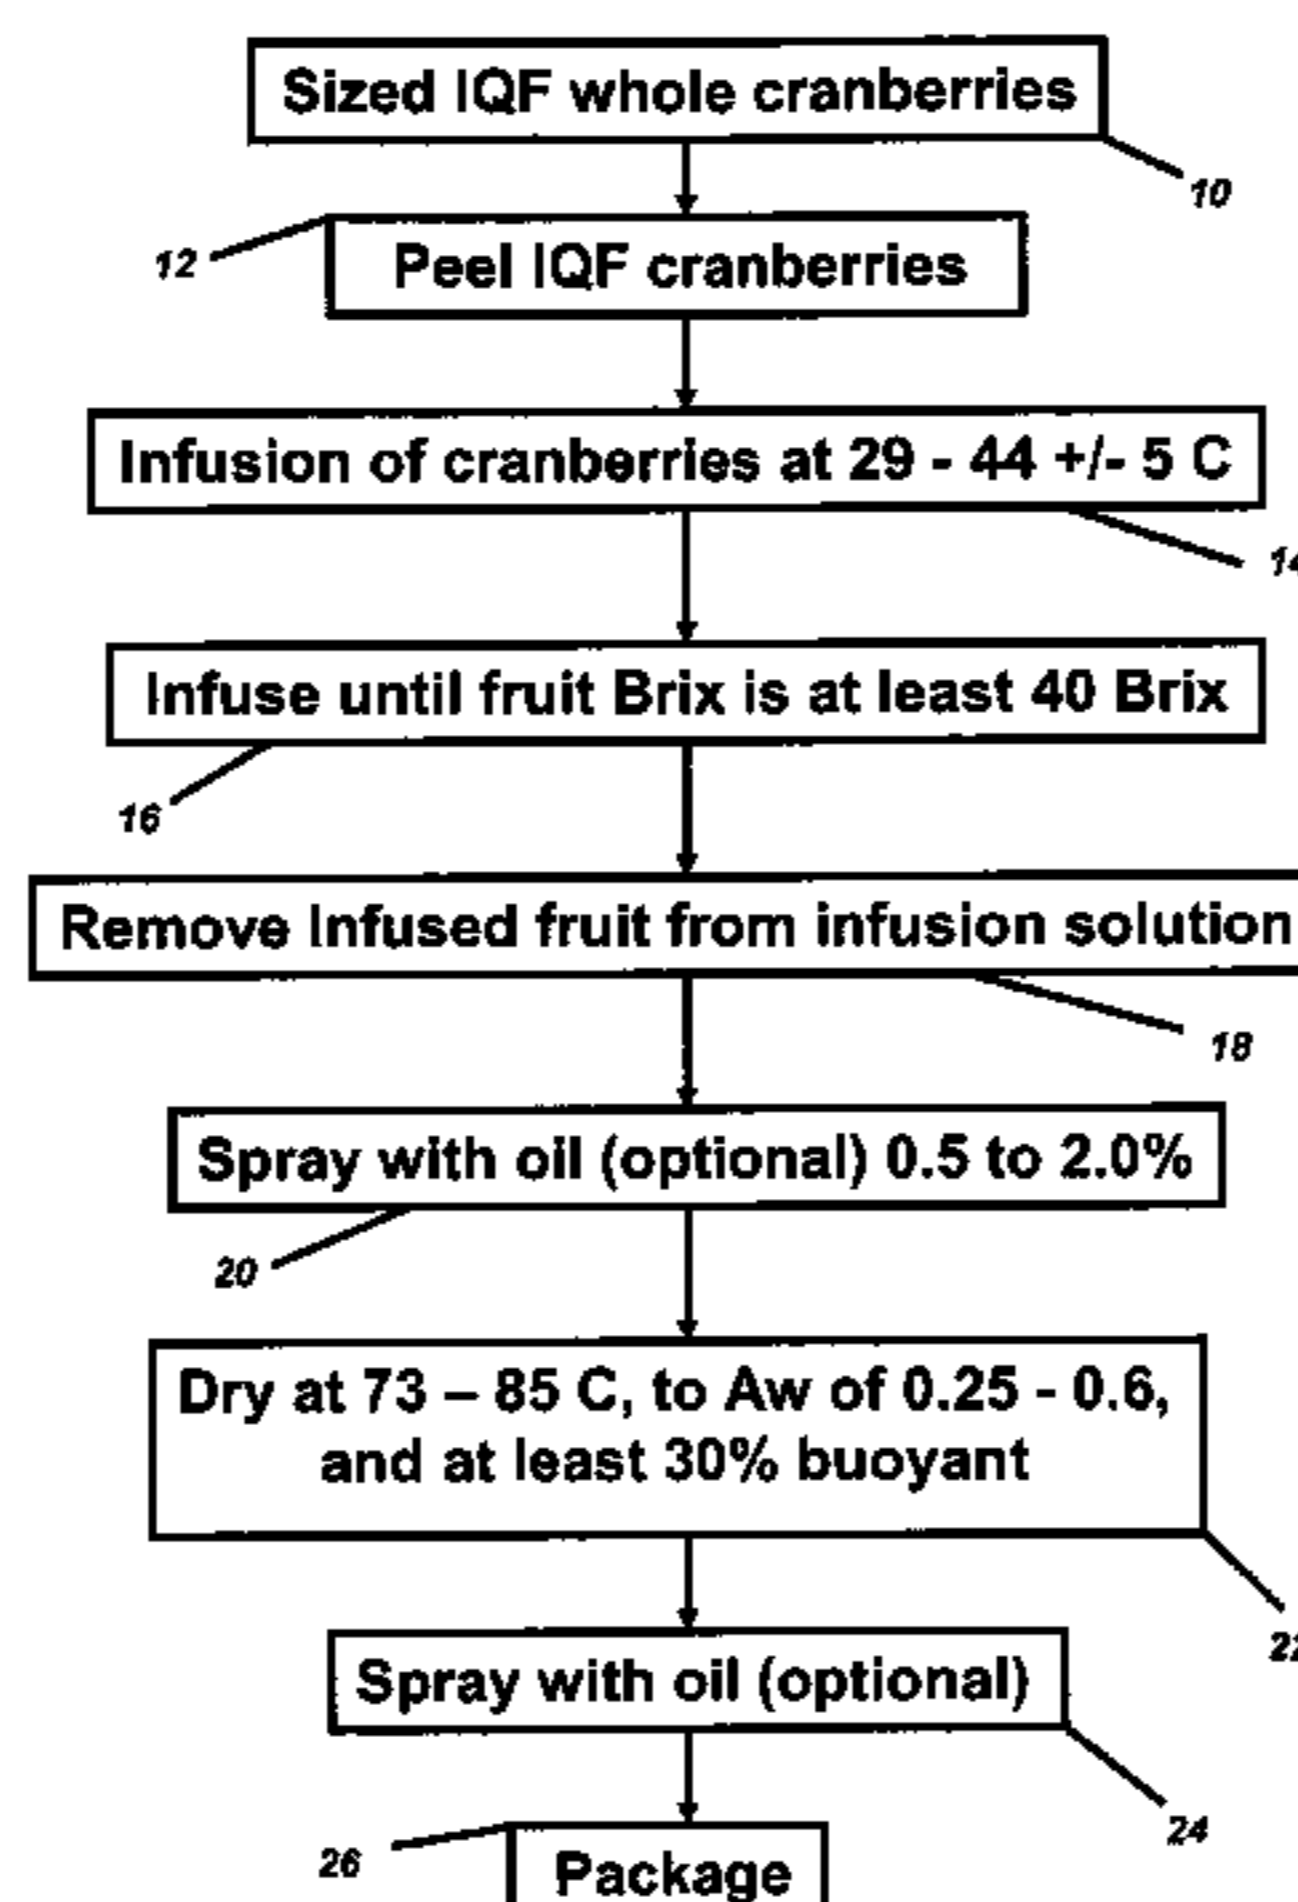 Sized IQF whole cranberries
10
12
Peel IQF cranberries
Infusion of cranberries at 29 - 44 +/- 5 C
14
Infuse until fruit Brix is at least 40 Brix
16
Remove Infused fruit from infusion solution
18
Spray with oil (optional) 0.5 to 2.0%
20
Dry at 73 – 85 C, to Aw of 0.25 - 0.6,
and at least 30% buoyant
22
Spray with oil (optional)
24
26
Package